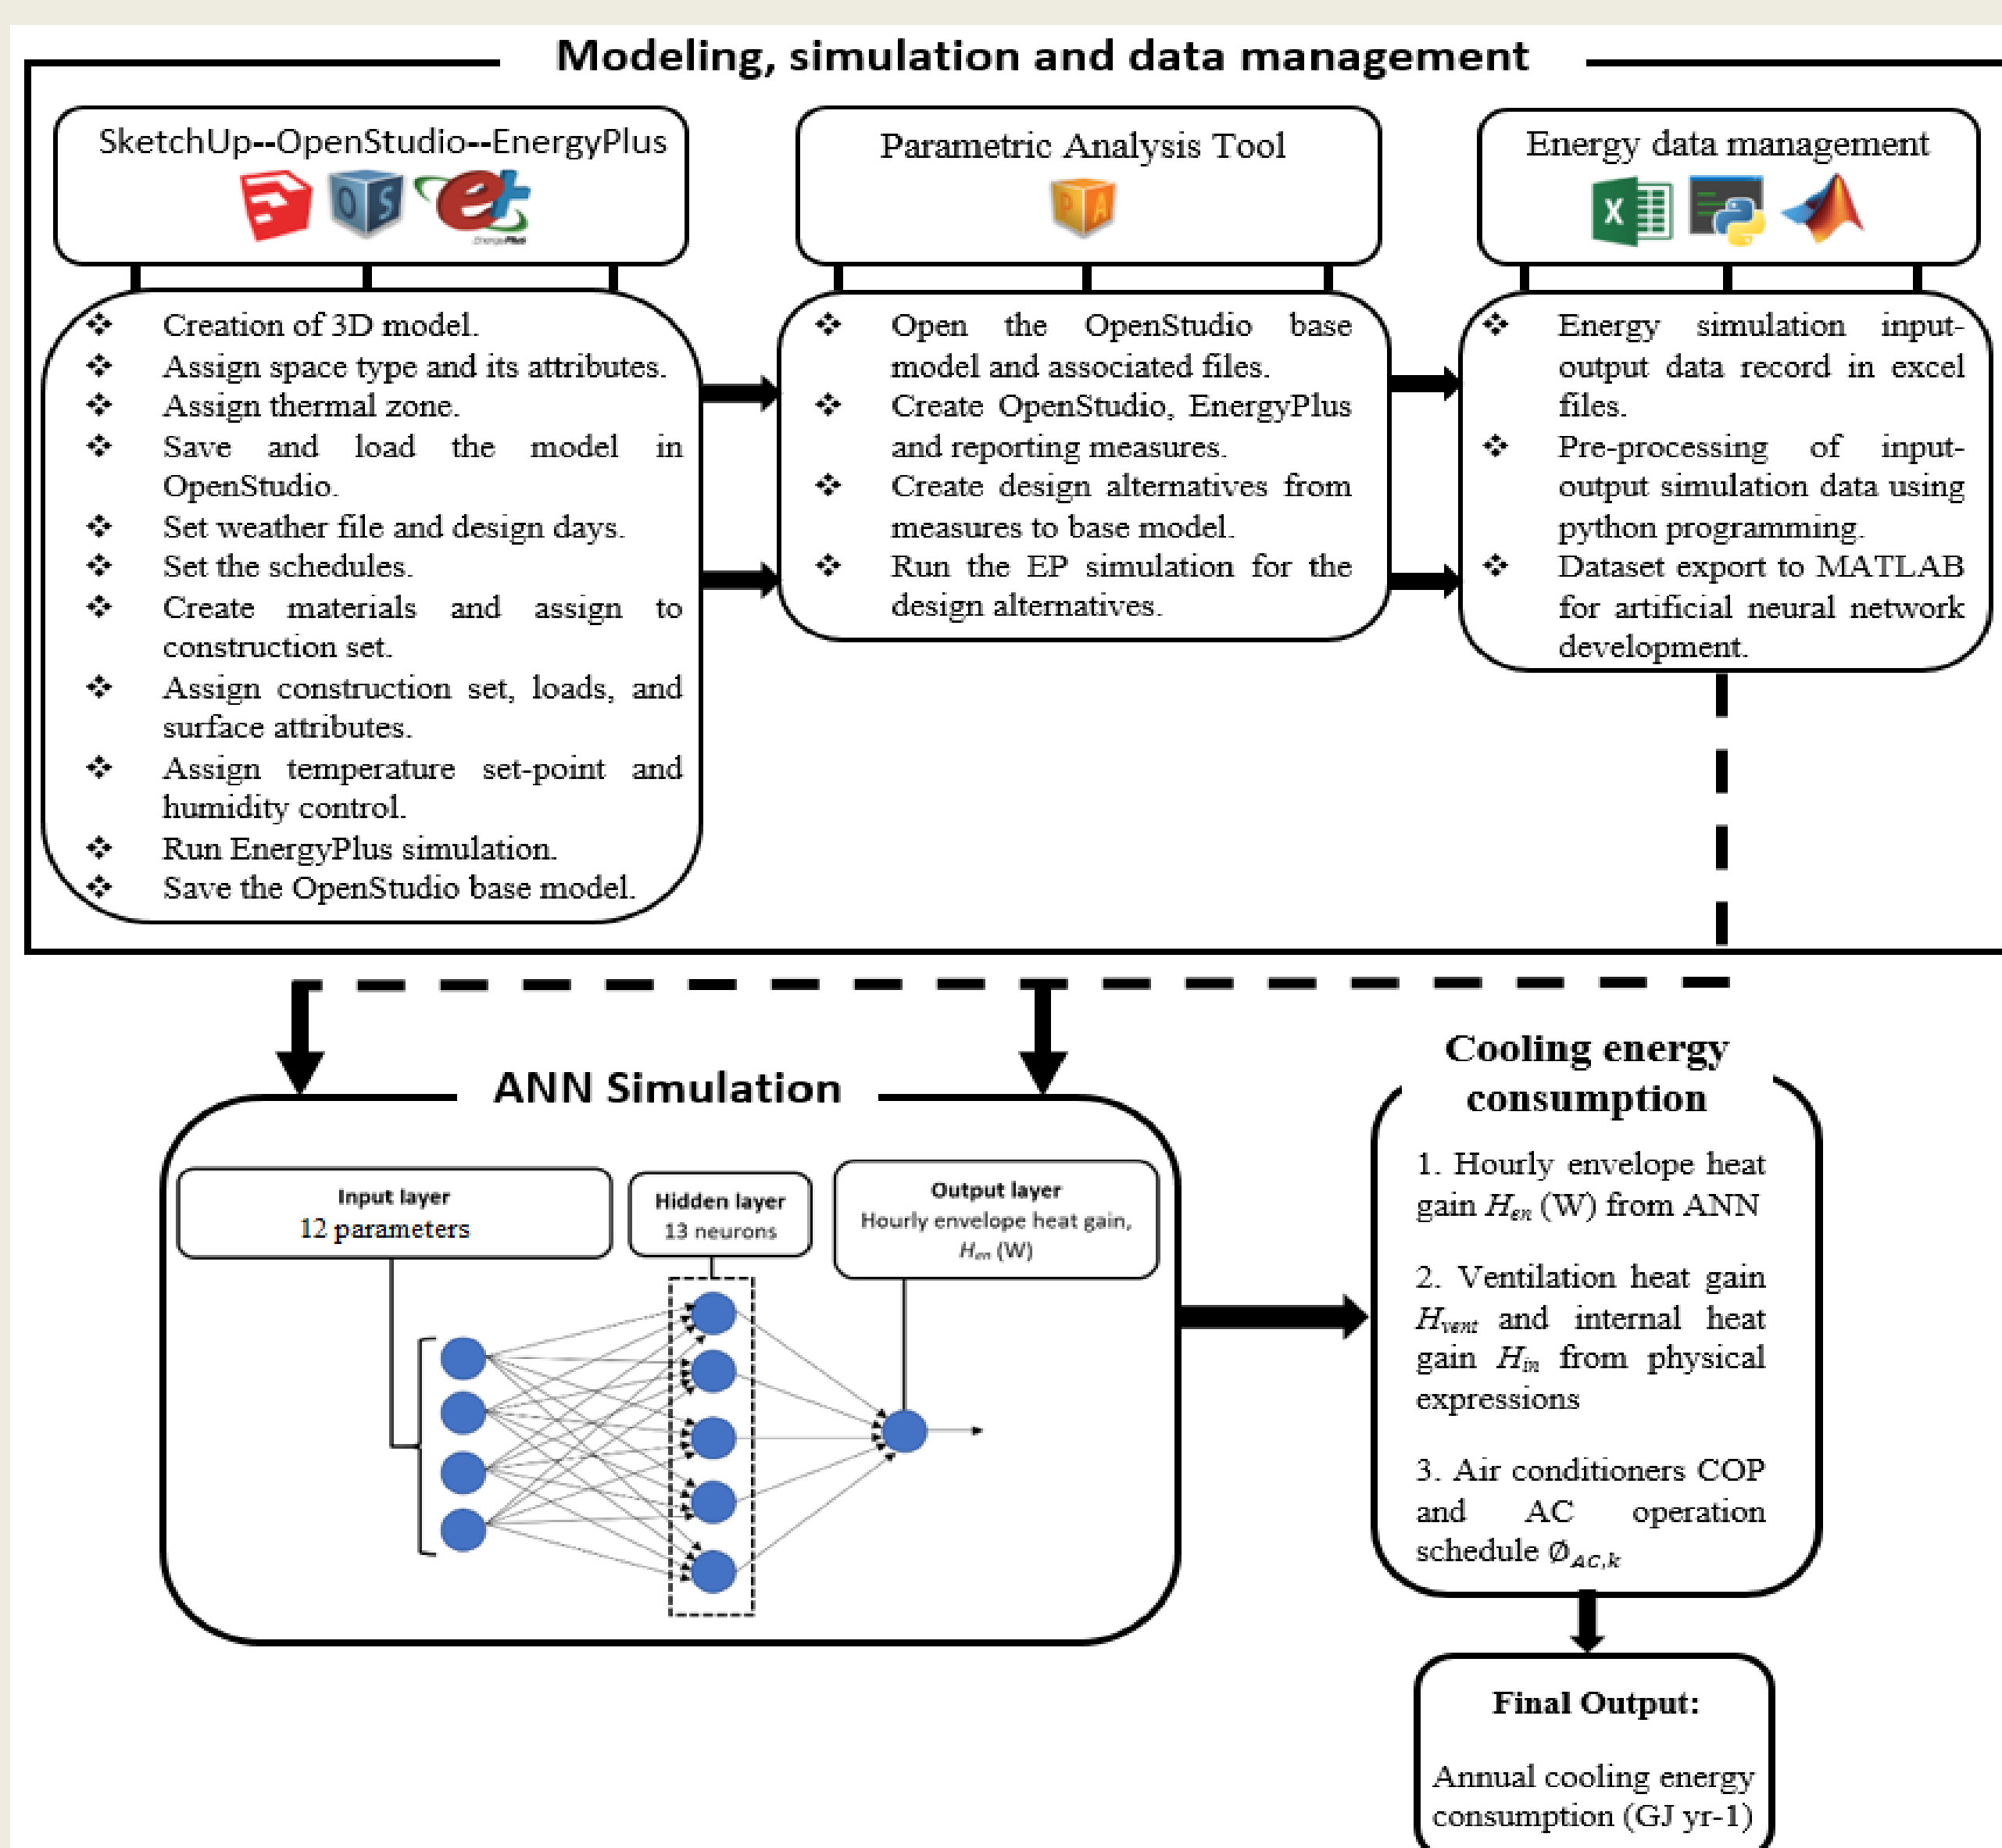 Modeling, simulation and data management
SketchUp--OpenStudio--EnergyPlus
OS
e+
EnergyPlus
❖ Creation of 3D model.
❖ Assign space type and its attributes.
❖ Assign thermal zone.
❖ Save and load the model in
OpenStudio.
❖ Set weather file and design days.
❖ Set the schedules.
❖ Create materials and assign to
construction set.
❖ Assign construction set, loads, and
surface attributes.
❖ Assign temperature set-point and
humidity control.
❖ Run EnergyPlus simulation.
❖ Save the OpenStudio base model.
Parametric Analysis Tool
PA
❖ Open the OpenStudio base
model and associated files.
❖ Create OpenStudio, EnergyPlus
and reporting measures.
❖ Create design alternatives from
measures to base model.
❖ Run the EP simulation for the
design alternatives.
Energy data management
X
❖ Energy simulation input-
output data record in excel
files.
❖ Pre-processing of input-
output simulation data using
python programming.
❖ Dataset export to MATLAB
for artificial neural network
development.
ANN Simulation
Input layer
12 parameters
Hidden layer
13 neurons
Output layer
Hourly envelope heat gain,
Hen (W)
Cooling energy
consumption
1. Hourly envelope heat
gain Hen (W) from ANN
2. Ventilation heat gain
Hvent and internal heat
gain Hin from physical
expressions
3. Air conditioners COP
and AC operation
schedule ∅AC,k
Final Output:
Annual cooling energy
consumption (GJ yr-1)